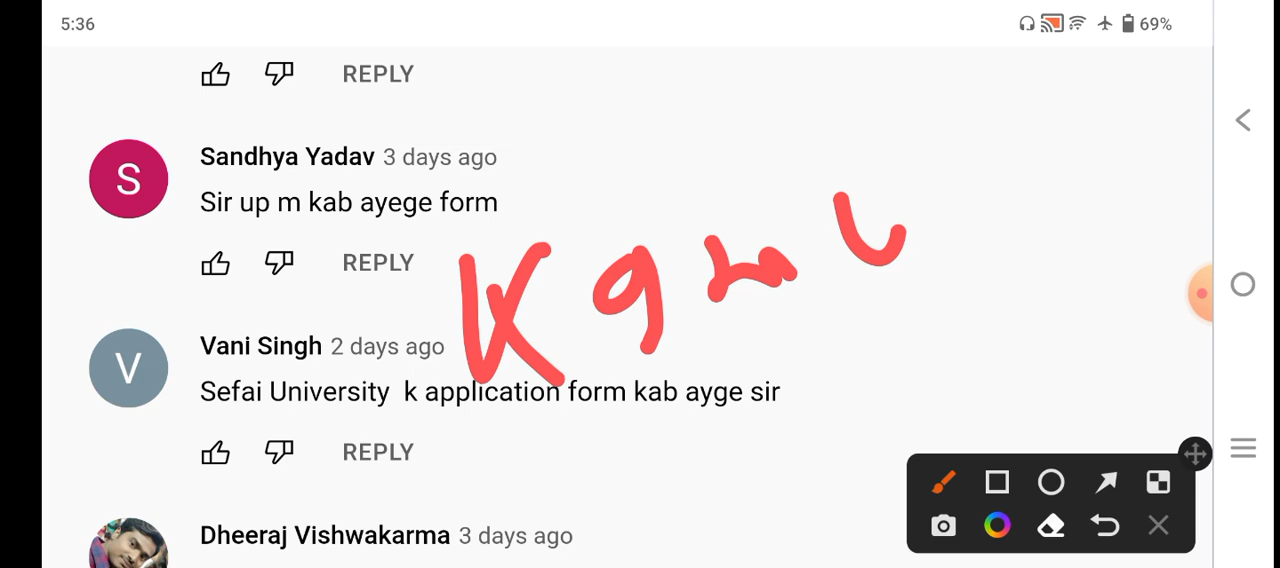 5:36
69%
REPLY
S
Sandhya Yadav 3 days ago
Sir up m kab ayege form
REPLY
V
Vani Singh 2 days ago
Sefai University k application form kab ayge sir
REPLY
Dheeraj Vishwakarma 3 days ago